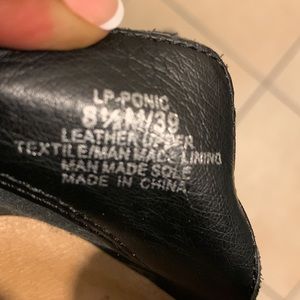 LP-PONIC
8½M/39
LEATHER UPPER
TEXTILE/MAN MADE LINING
MAN MADE SOLE
MADE IN CHINA